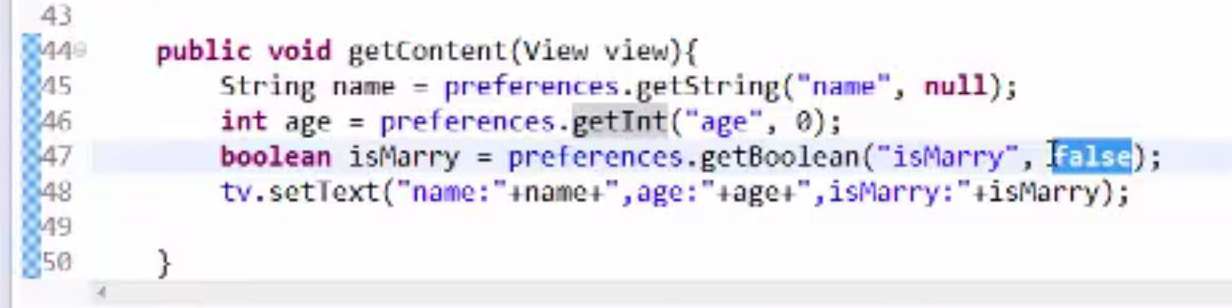 43
44 public void getContent(View view){
45 String name = preferences.getString("name", null);
46 int age = preferences.getInt("age", 0);
47 boolean isMarry = preferences.getBoolean("isMarry", false);
48 tv.setText("name:"+name+",age:"+age+",isMarry:"+isMarry);
49
50 }